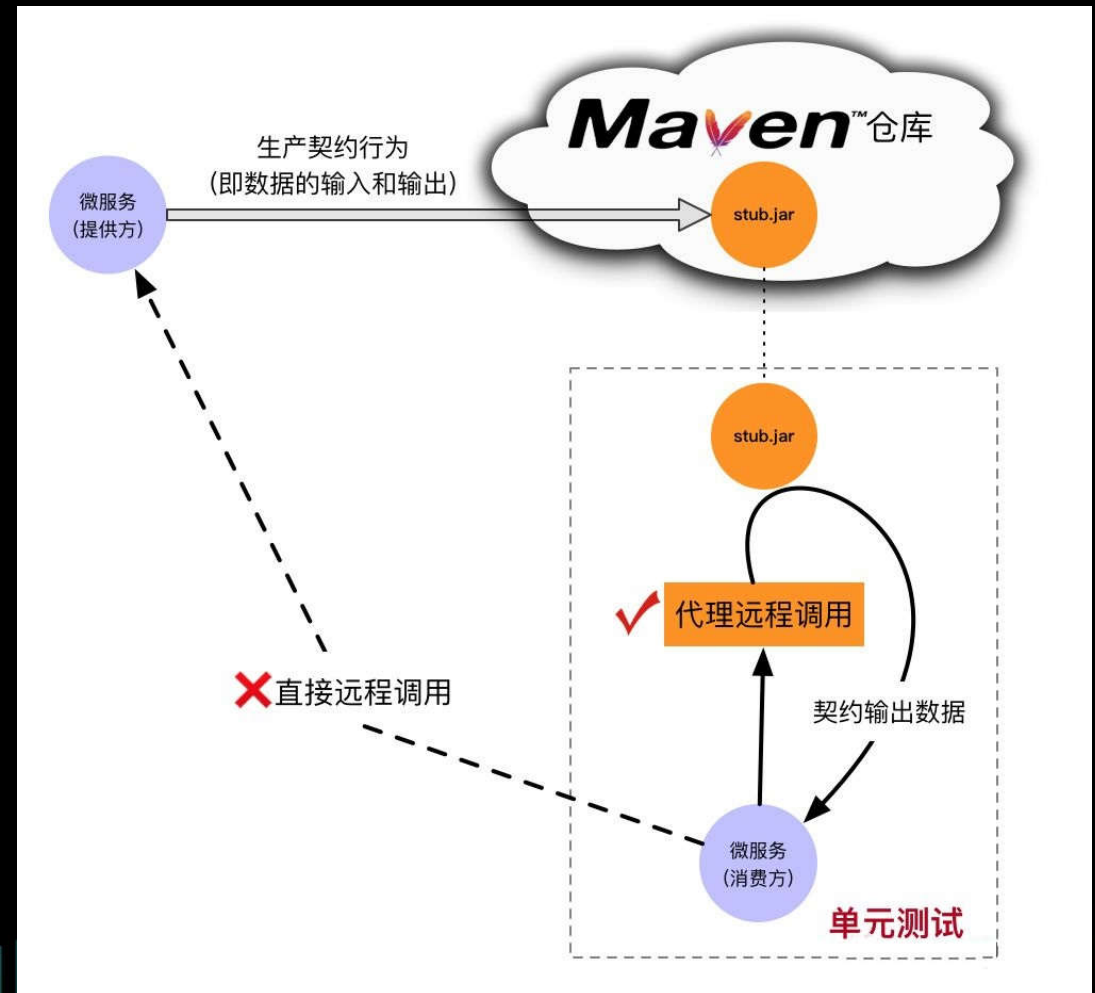 Maven™仓库
生产契约行为
(即数据的输入和输出)
微服务
(提供方)
stub.jar
stub.jar
代理远程调用
直接远程调用
契约输出数据
微服务
(消费方)
单元测试